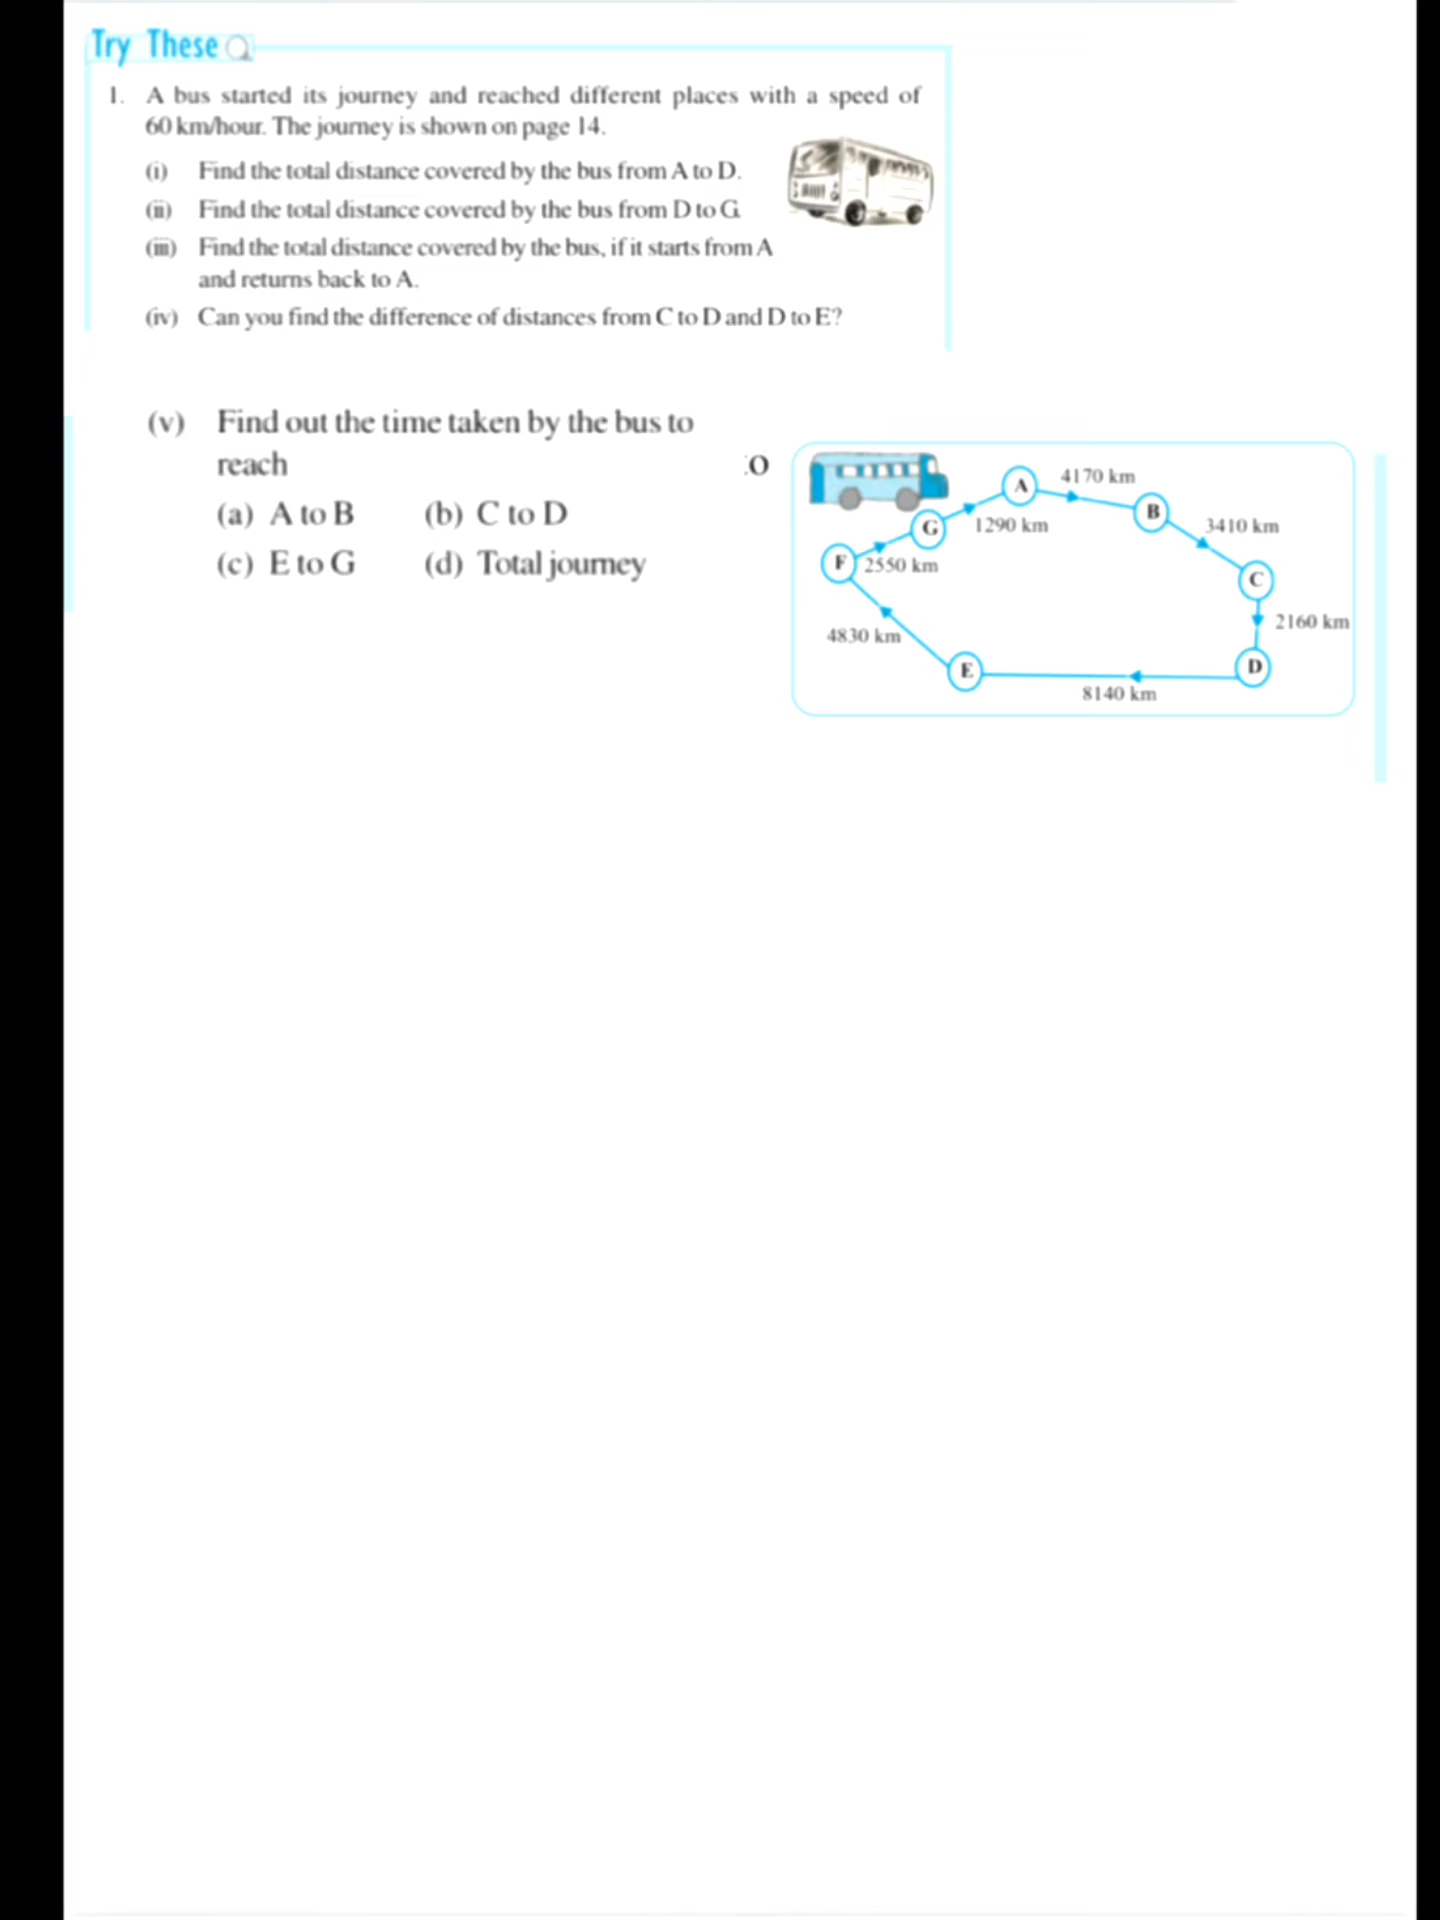 Try These
1. A bus started its journey and reached different places with a speed of
60 km/hour. The journey is shown on page 14.
(i) Find the total distance covered by the bus from A to D.
(ii) Find the total distance covered by the bus from D to G.
(iii) Find the total distance covered by the bus, if it starts from A
and returns back to A.
(iv) Can you find the difference of distances from C to D and D to E?
(v) Find out the time taken by the bus to
reach
(a) A to B (b) C to D
(c) E to G (d) Total journey
:O
A
4170 km
B
3410 km
G
1290 km
F
2550 km
C
2160 km
4830 km
E
D
8140 km